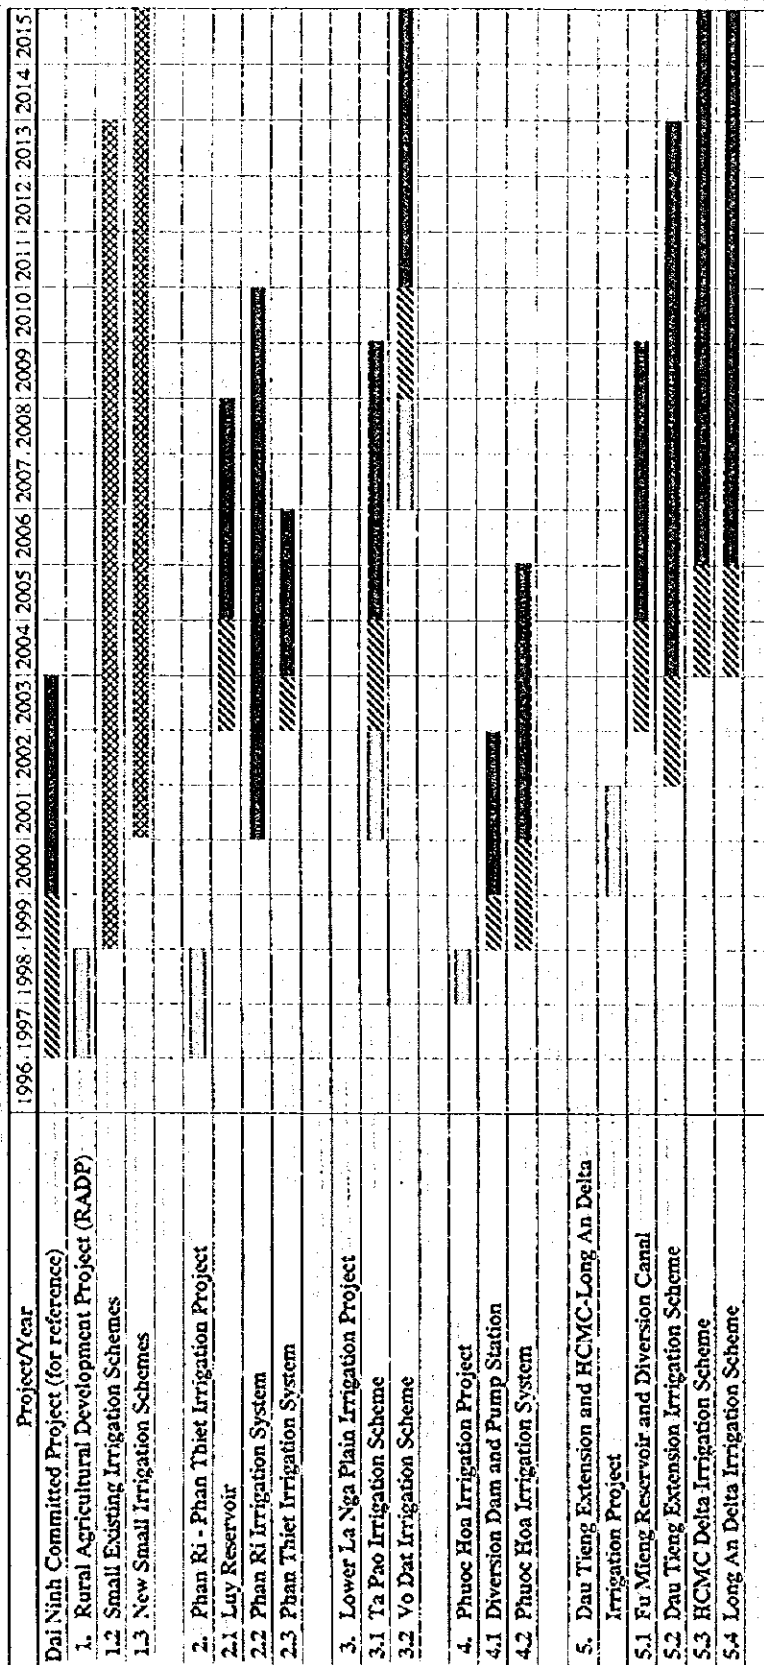 Project/Year 1996 1997 1998 1999 2000 2001 2002 2003 2004 2005 2006 2007 2008 2009 2010 2011 2012 2013 2014 2015
Dai Ninh Committed Project (for reference)
1. Rural Agricultural Development Project (RADP)
1.2 Small Existing Irrigation Schemes
1.3 New Small Irrigation Schemes
2. Phan Ri - Phan Thiet Irrigation Project
2.1 Luy Reservoir
2.2 Phan Ri Irrigation System
2.3 Phan Thiet Irrigation System
3. Lower La Nga Plain Irrigation Project
3.1 Ta Pao Irrigation Scheme
3.2 Vo Dat Irrigation Scheme
4. Phuoc Hoa Irrigation Project
4.1 Diversion Dam and Pump Station
4.2 Phuoc Hoa Irrigation System
5. Dau Tieng Extension and HCMC-Long An Delta
Irrigation Project
5.1 Fu Mieng Reservoir and Diversion Canal
5.2 Dau Tieng Extension Irrigation Scheme
5.3 HCMC Delta Irrigation Scheme
5.4 Long An Delta Irrigation Scheme